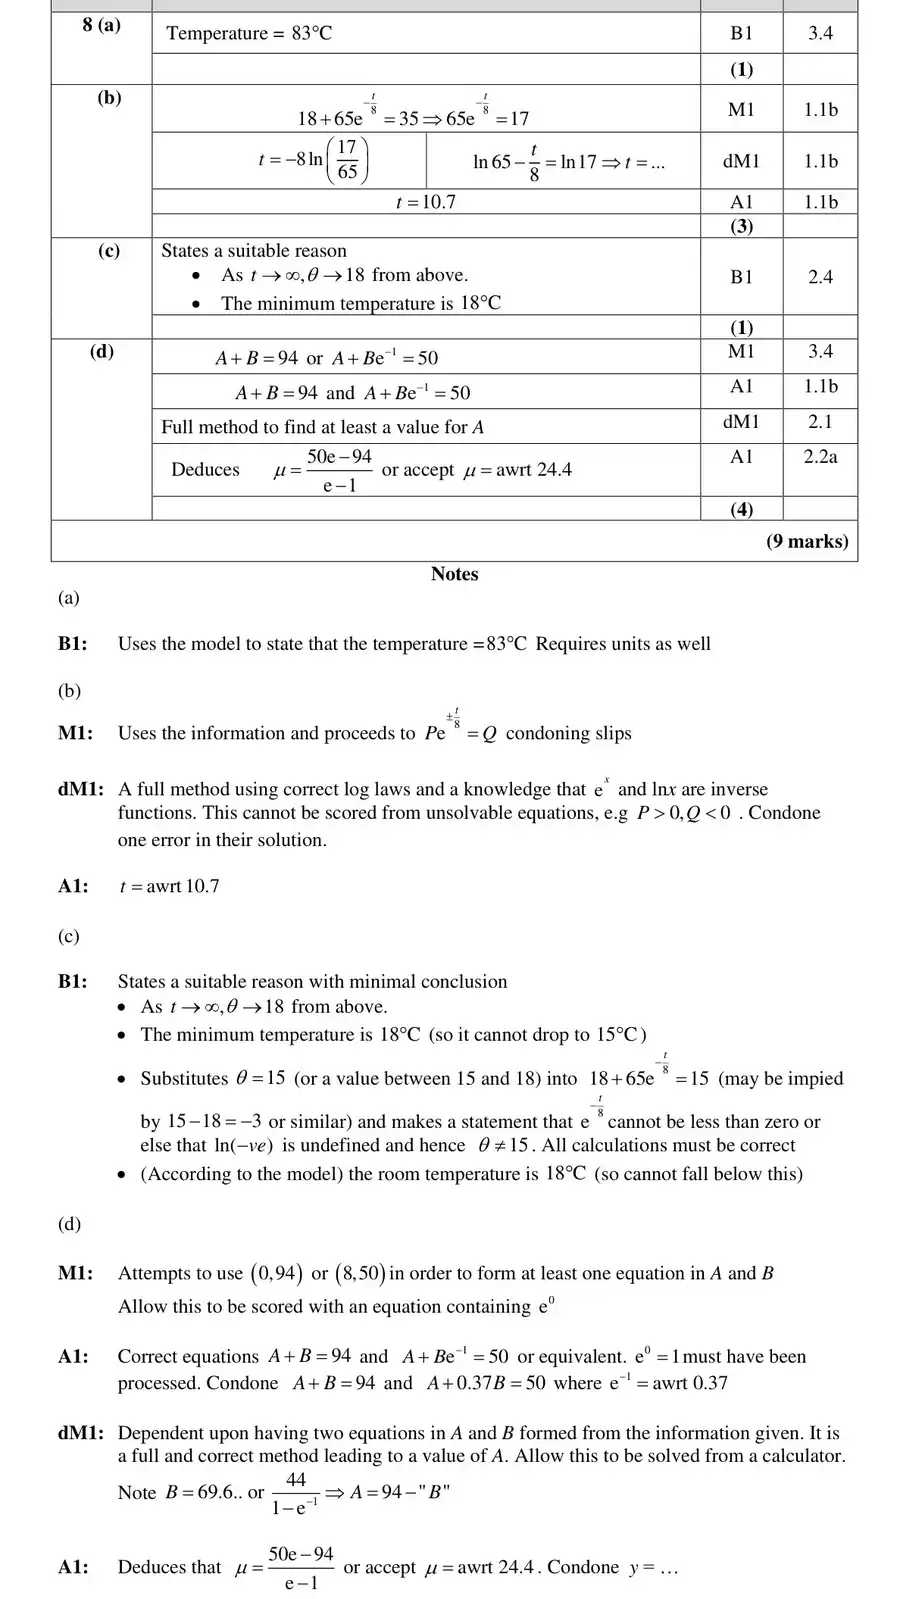 8 (a) Temperature = 83°C B1 3.4
(1)
(b) 18 + 65e^{-t/8} = 35 ⇒ 65e^{-t/8} = 17 M1 1.1b
t = −8 ln(17/65) ln 65 − t/8 = ln 17 ⇒ t = ... dM1 1.1b
t = 10.7 A1 1.1b
(3)
(c) States a suitable reason
• As t → ∞, θ → 18 from above.
• The minimum temperature is 18°C
B1 2.4
(1)
(d) A + B = 94 or A + Be^{-1} = 50 M1 3.4
A + B = 94 and A + Be^{-1} = 50 A1 1.1b
Full method to find at least a value for A dM1 2.1
Deduces μ = (50e − 94)/(e − 1) or accept μ = awrt 24.4 A1 2.2a
(4)
(9 marks)
Notes
(a)
B1: Uses the model to state that the temperature = 83°C Requires units as well
(b)
M1: Uses the information and proceeds to Pe^{±t/8} = Q condoning slips
dM1: A full method using correct log laws and a knowledge that e^x and lnx are inverse
functions. This cannot be scored from unsolvable equations, e.g P > 0, Q < 0 . Condone
one error in their solution.
A1: t = awrt 10.7
(c)
B1: States a suitable reason with minimal conclusion
• As t → ∞, θ → 18 from above.
• The minimum temperature is 18°C (so it cannot drop to 15°C)
• Substitutes θ = 15 (or a value between 15 and 18) into 18 + 65e^{-t/8} = 15 (may be impied
by 15 − 18 = −3 or similar) and makes a statement that e^{-t/8} cannot be less than zero or
else that ln(−ve) is undefined and hence θ ≠ 15. All calculations must be correct
• (According to the model) the room temperature is 18°C (so cannot fall below this)
(d)
M1: Attempts to use (0,94) or (8,50) in order to form at least one equation in A and B
Allow this to be scored with an equation containing e^0
A1: Correct equations A + B = 94 and A + Be^{-1} = 50 or equivalent. e^0 = 1 must have been
processed. Condone A + B = 94 and A + 0.37B = 50 where e^{-1} = awrt 0.37
dM1: Dependent upon having two equations in A and B formed from the information given. It is
a full and correct method leading to a value of A. Allow this to be solved from a calculator.
Note B = 69.6.. or 44/(1 − e^{-1}) ⇒ A = 94 − "B"
A1: Deduces that μ = (50e − 94)/(e − 1) or accept μ = awrt 24.4. Condone y = …